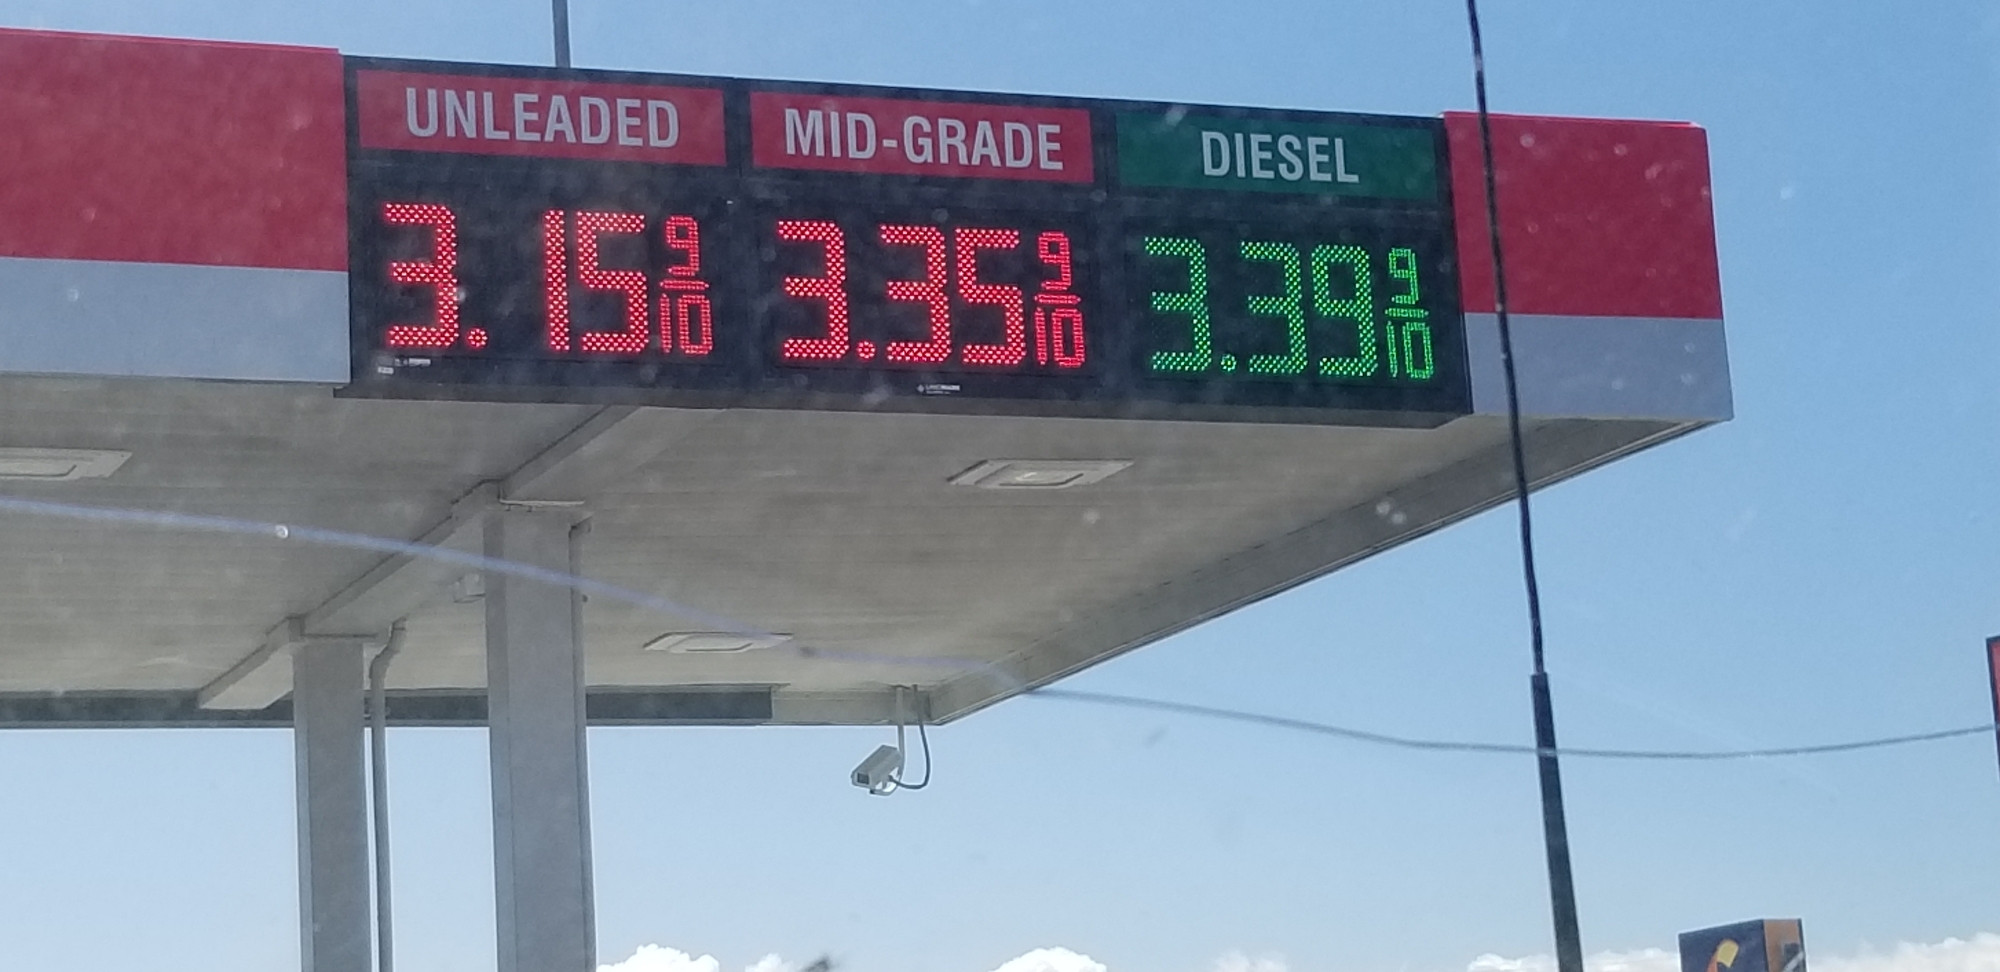 UNLEADED MID-GRADE DIESEL
3.15 9/10 3.35 9/10 3.39 9/10